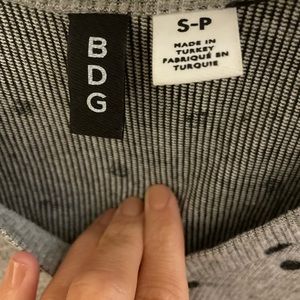 BDG
S-P
MADE IN
TURKEY
FABRIQUÉ EN
TURQUIE